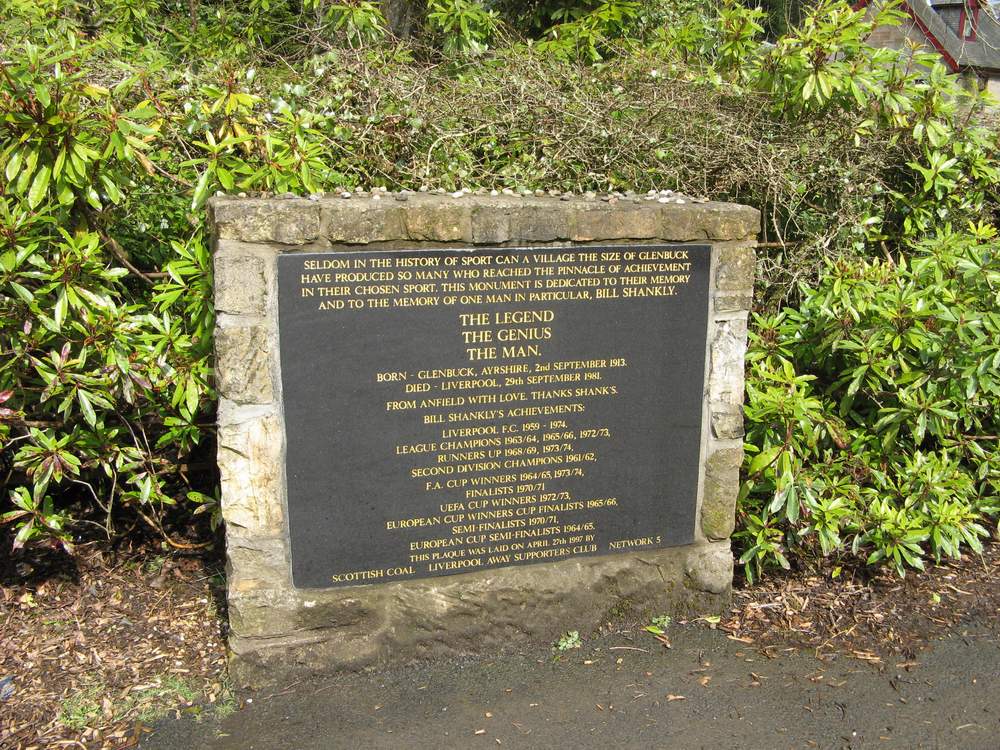 SELDOM IN THE HISTORY OF SPORT CAN A VILLAGE THE SIZE OF GLENBUCK
HAVE PRODUCED SO MANY WHO REACHED THE PINNACLE OF ACHIEVEMENT
IN THEIR CHOSEN SPORT. THIS MONUMENT IS DEDICATED TO THEIR MEMORY
AND TO THE MEMORY OF ONE MAN IN PARTICULAR, BILL SHANKLY.
THE LEGEND
THE GENIUS
THE MAN.
BORN - GLENBUCK, AYRSHIRE, 2nd SEPTEMBER 1913.
DIED - LIVERPOOL, 29th SEPTEMBER 1981.
FROM ANFIELD WITH LOVE. THANKS SHANK'S.
BILL SHANKLY'S ACHIEVEMENTS:
LIVERPOOL F.C. 1959 - 1974.
LEAGUE CHAMPIONS 1963/64, 1965/66, 1972/73,
RUNNERS UP 1968/69, 1973/74,
SECOND DIVISION CHAMPIONS 1961/62,
F.A. CUP WINNERS 1964/65, 1973/74,
FINALISTS 1970/71
UEFA CUP WINNERS 1972/73,
EUROPEAN CUP WINNERS CUP FINALISTS 1965/66.
SEMI-FINALISTS 1970/71,
EUROPEAN CUP SEMI-FINALISTS 1964/65.
THIS PLAQUE WAS LAID ON APRIL 27th 1997 BY
SCOTTISH COAL LIVERPOOL AWAY SUPPORTERS CLUB NETWORK 5